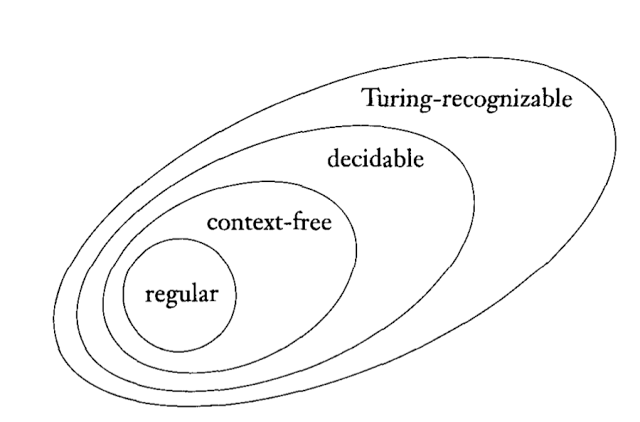 Turing-recognizable
decidable
context-free
regular